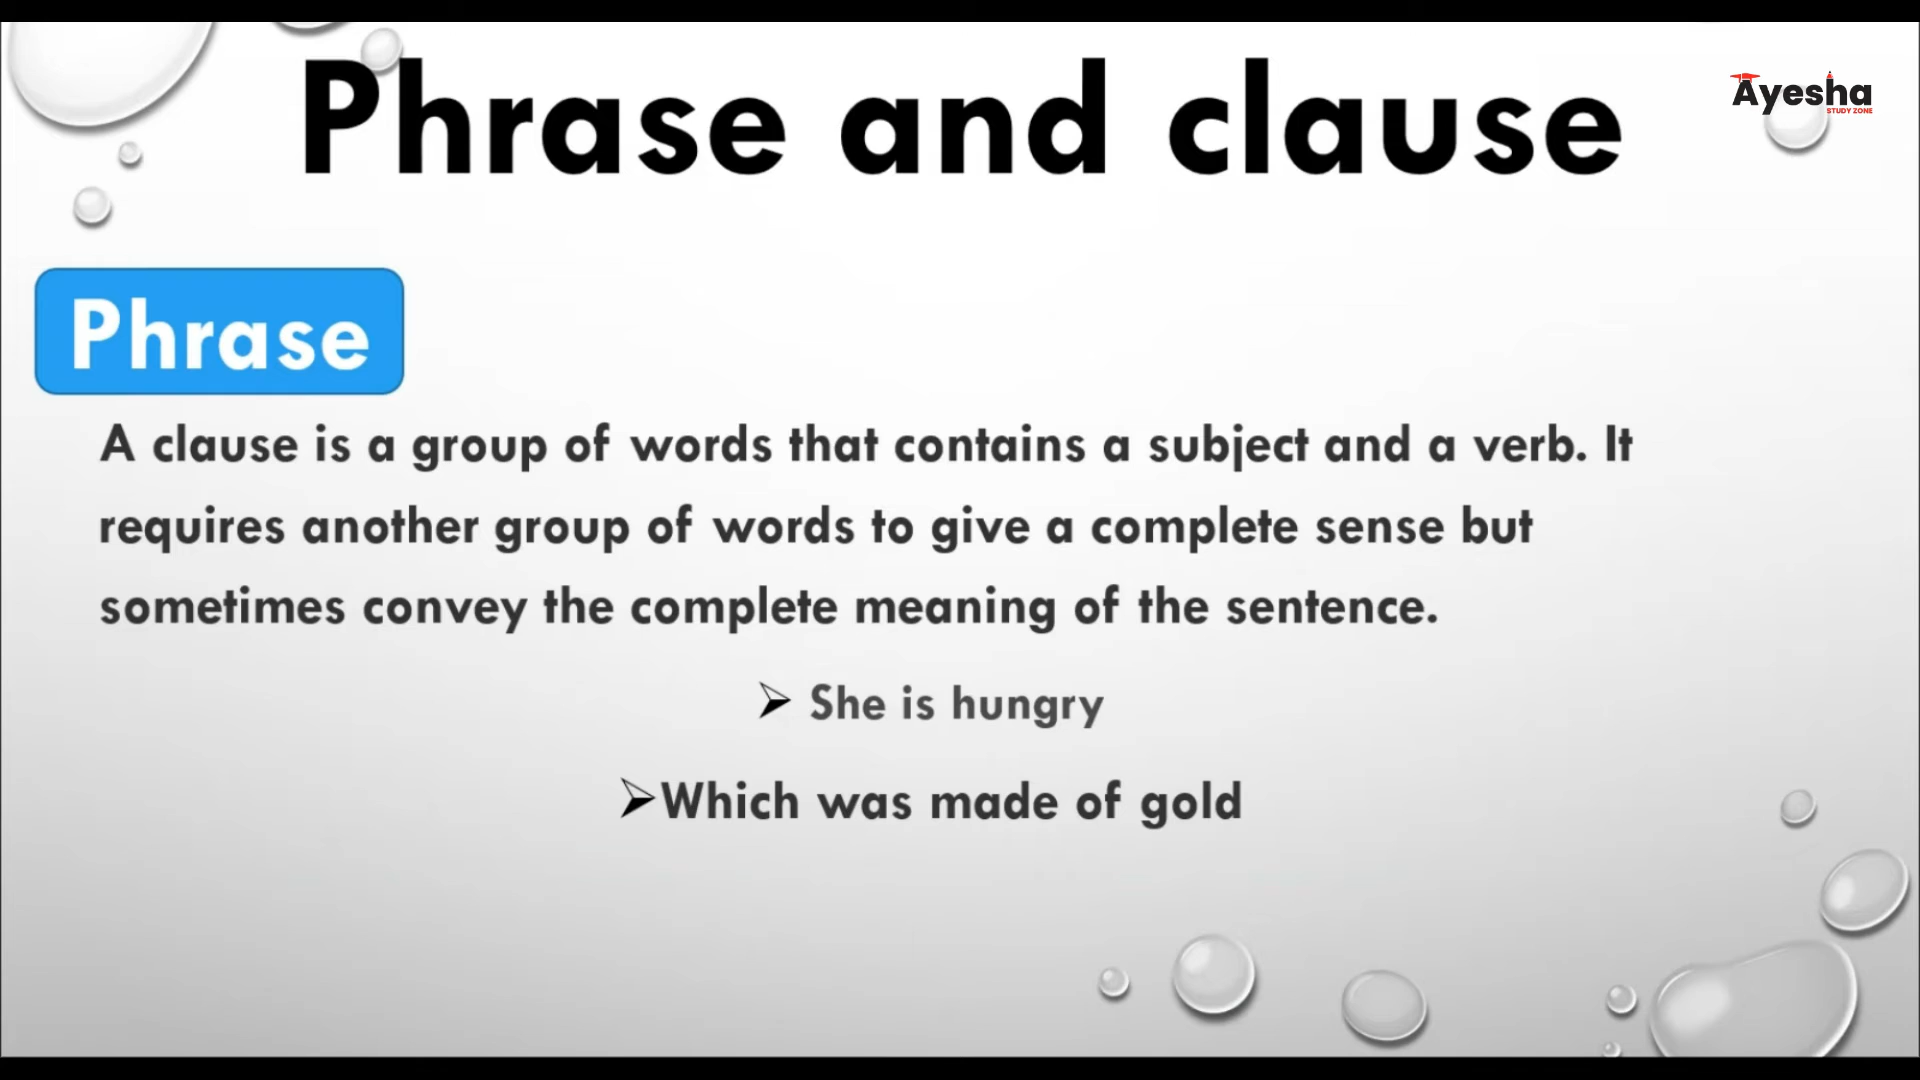 Phrase and clause
Ayesha
STUDY ZONE
Phrase
A clause is a group of words that contains a subject and a verb. It
requires another group of words to give a complete sense but
sometimes convey the complete meaning of the sentence.
She is hungry
Which was made of gold